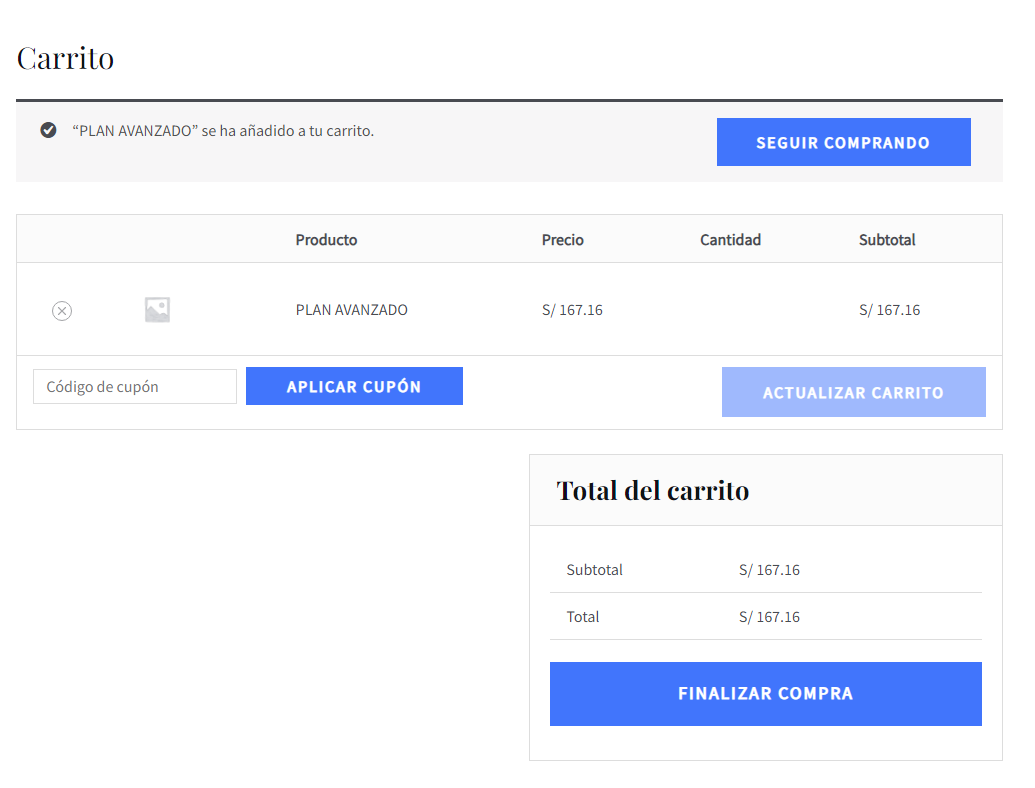 Carrito
“PLAN AVANZADO” se ha añadido a tu carrito.
SEGUIR COMPRANDO
Producto Precio Cantidad Subtotal
PLAN AVANZADO S/ 167.16 S/ 167.16
Código de cupón APLICAR CUPÓN ACTUALIZAR CARRITO
Total del carrito
Subtotal S/ 167.16
Total S/ 167.16
FINALIZAR COMPRA